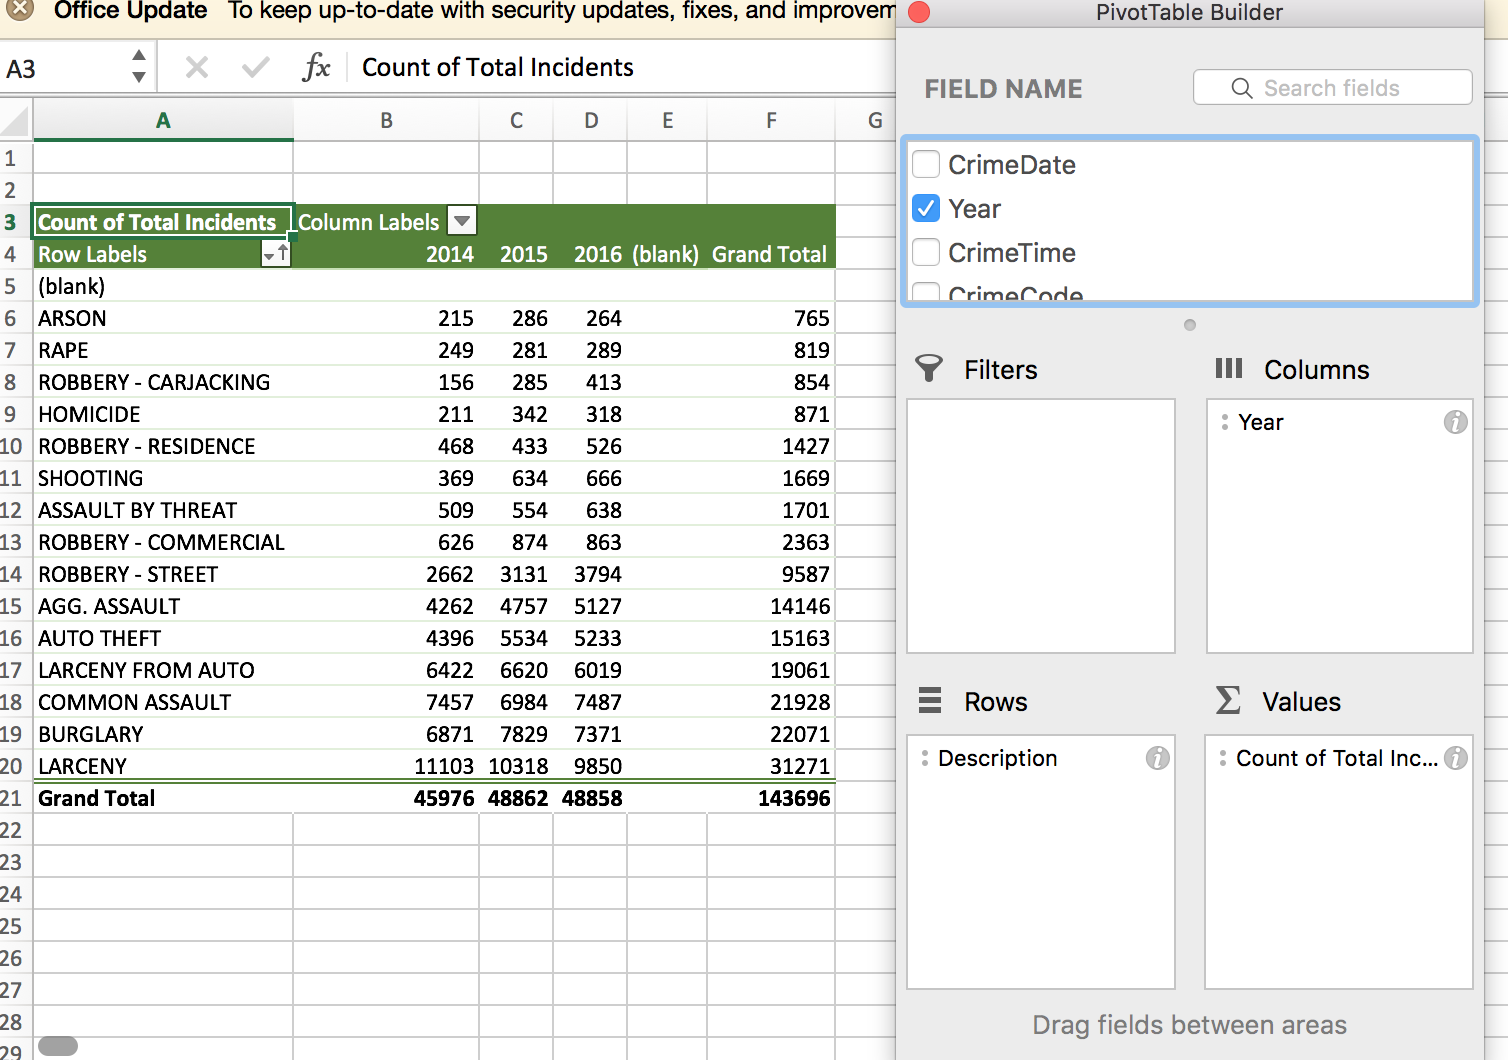 Office Update To keep up-to-date with security updates, fixes, and improvem
A3 fx Count of Total Incidents
A B C D E F G
1
2
3 Count of Total Incidents Column Labels
4 Row Labels 2014 2015 2016 (blank) Grand Total
5 (blank)
6 ARSON 215 286 264 765
7 RAPE 249 281 289 819
8 ROBBERY - CARJACKING 156 285 413 854
9 HOMICIDE 211 342 318 871
10 ROBBERY - RESIDENCE 468 433 526 1427
11 SHOOTING 369 634 666 1669
12 ASSAULT BY THREAT 509 554 638 1701
13 ROBBERY - COMMERCIAL 626 874 863 2363
14 ROBBERY - STREET 2662 3131 3794 9587
15 AGG. ASSAULT 4262 4757 5127 14146
16 AUTO THEFT 4396 5534 5233 15163
17 LARCENY FROM AUTO 6422 6620 6019 19061
18 COMMON ASSAULT 7457 6984 7487 21928
19 BURGLARY 6871 7829 7371 22071
20 LARCENY 11103 10318 9850 31271
21 Grand Total 45976 48862 48858 143696
22
23
24
25
26
27
28
29
PivotTable Builder
FIELD NAME Search fields
CrimeDate
Year
CrimeTime
CrimeCode
Filters Columns
Year
Rows Values
Description Count of Total Inc...
Drag fields between areas